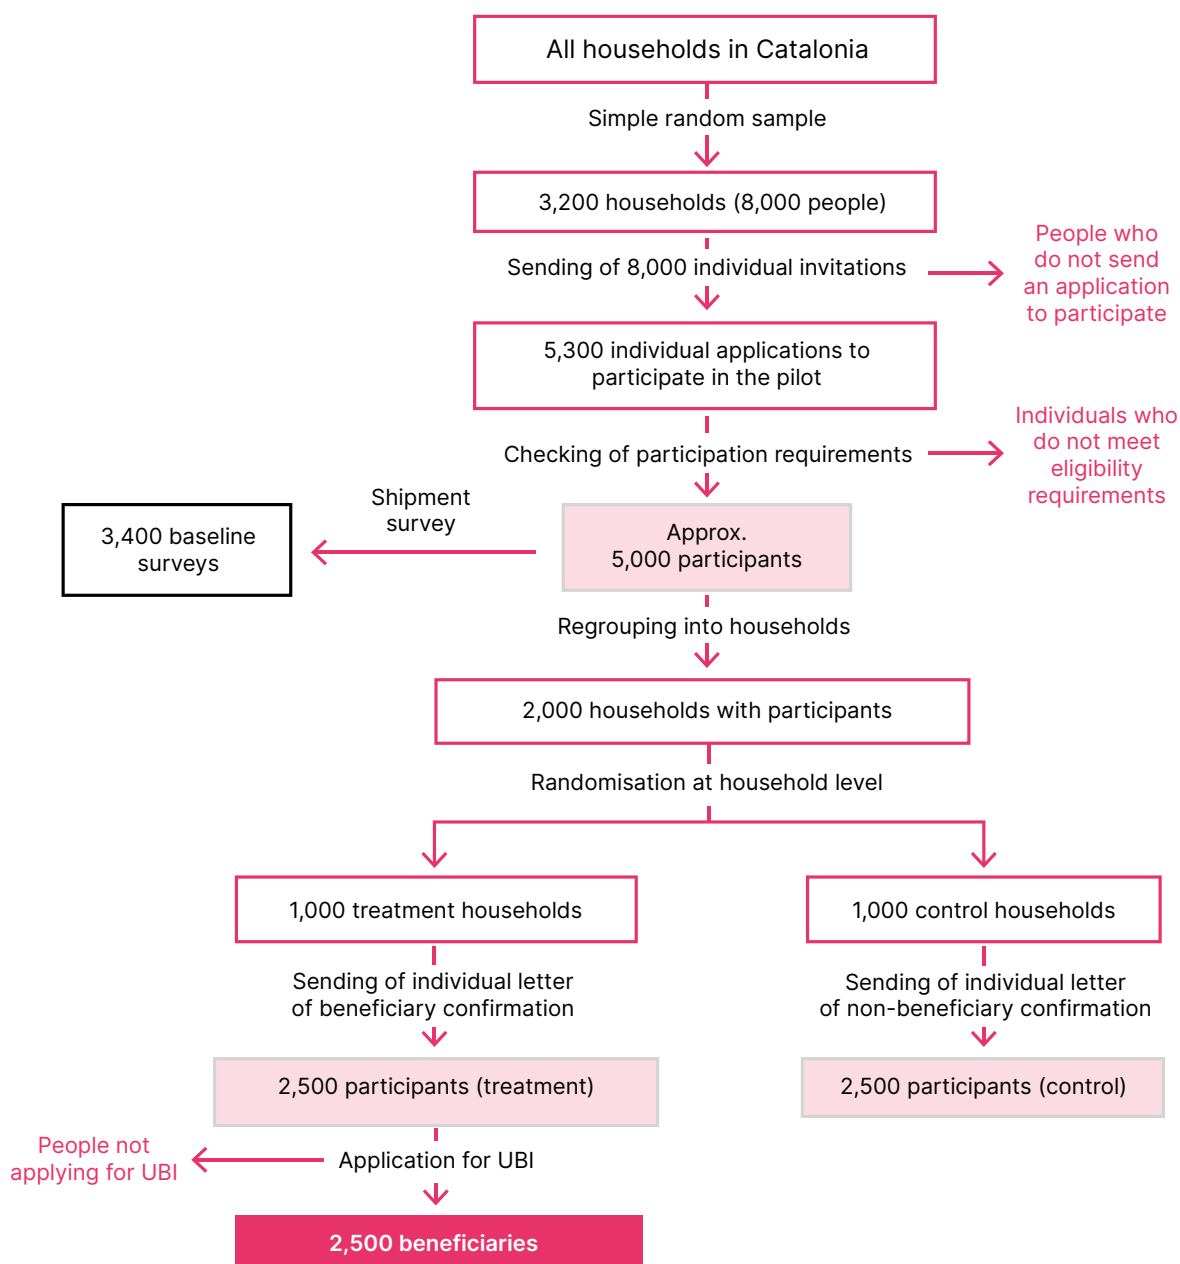 All households in Catalonia
Simple random sample
3,200 households (8,000 people)
Sending of 8,000 individual invitations
People who
do not send
an application
to participate
5,300 individual applications to
participate in the pilot
Checking of participation requirements
Individuals who
do not meet
eligibility
requirements
Shipment
survey
3,400 baseline
surveys
Approx.
5,000 participants
Regrouping into households
2,000 households with participants
Randomisation at household level
1,000 treatment households
1,000 control households
Sending of individual letter
of beneficiary confirmation
Sending of individual letter
of non-beneficiary confirmation
2,500 participants (treatment)
2,500 participants (control)
People not
applying for UBI
Application for UBI
2,500 beneficiaries